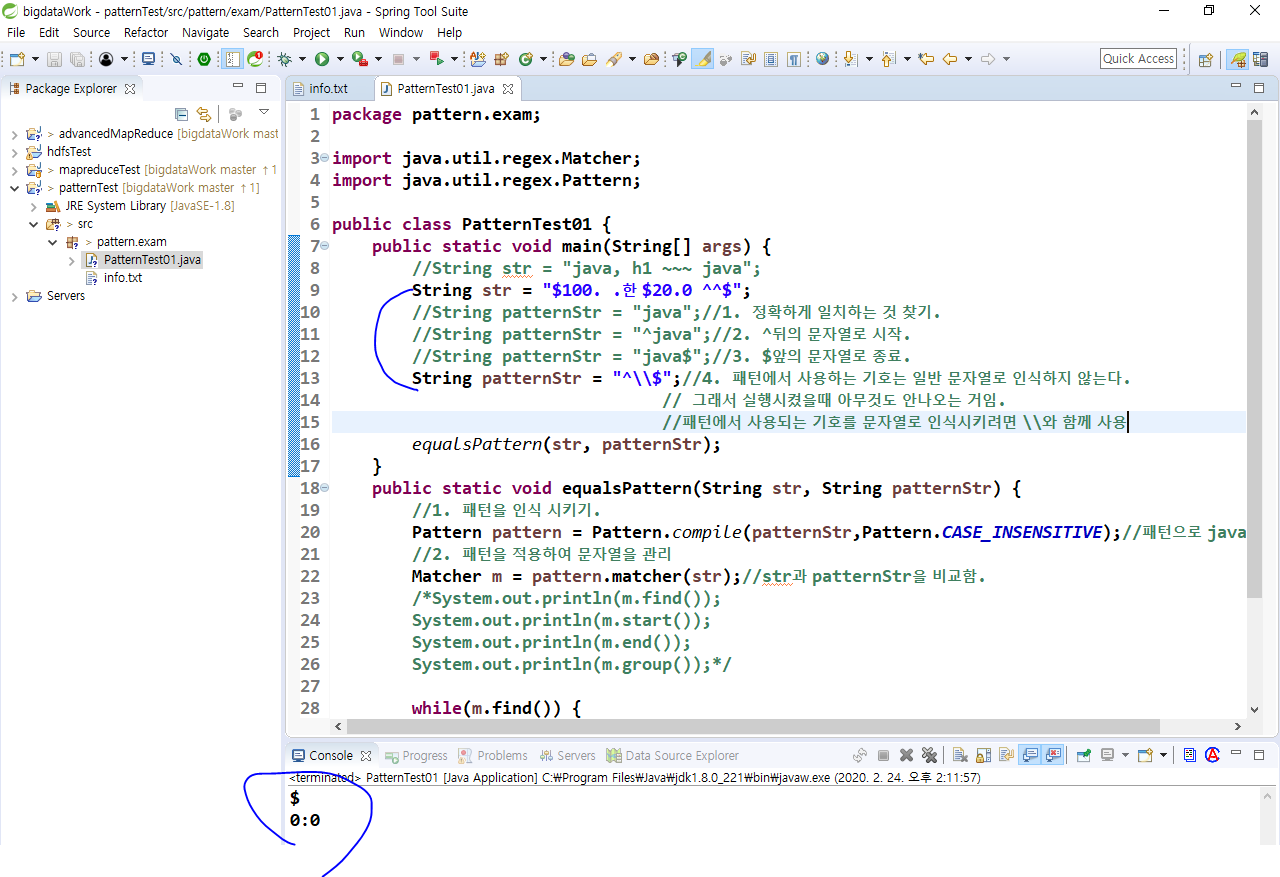 bigdataWork - patternTest/src/pattern/exam/PatternTest01.java - Spring Tool Suite
File Edit Source Refactor Navigate Search Project Run Window Help
Quick Access
Package Explorer
> advancedMapReduce [bigdataWork mast
hdfsTest
> mapreduceTest [bigdataWork master ↑1
> patternTest [bigdataWork master ↑1]
JRE System Library [JavaSE-1.8]
> src
> pattern.exam
PatternTest01.java
info.txt
Servers
info.txt PatternTest01.java
1 package pattern.exam;
2
3 import java.util.regex.Matcher;
4 import java.util.regex.Pattern;
5
6 public class PatternTest01 {
7 public static void main(String[] args) {
8 //String str = "java, h1 ~~~ java";
9 String str = "$100. .한 $20.0 ^^$";
10 //String patternStr = "java";//1. 정확하게 일치하는 것 찾기.
11 //String patternStr = "^java";//2. ^뒤의 문자열로 시작.
12 //String patternStr = "java$";//3. $앞의 문자열로 종료.
13 String patternStr = "^\\$";//4. 패턴에서 사용하는 기호는 일반 문자열로 인식하지 않는다.
14 // 그래서 실행시켰을때 아무것도 안나오는 거임.
15 //패턴에서 사용되는 기호를 문자열로 인식시키려면 \\와 함께 사용
16 equalsPattern(str, patternStr);
17 }
18 public static void equalsPattern(String str, String patternStr) {
19 //1. 패턴을 인식 시키기.
20 Pattern pattern = Pattern.compile(patternStr,Pattern.CASE_INSENSITIVE);//패턴으로 java
21 //2. 패턴을 적용하여 문자열을 관리
22 Matcher m = pattern.matcher(str);//str과 patternStr을 비교함.
23 /*System.out.println(m.find());
24 System.out.println(m.start());
25 System.out.println(m.end());
26 System.out.println(m.group());*/
27
28 while(m.find()) {
Console Progress Problems Servers Data Source Explorer
<terminated> PatternTest01 [Java Application] C:₩Program Files₩Java₩jdk1.8.0_221₩bin₩javaw.exe (2020. 2. 24. 오후 2:11:57)
$
0:0